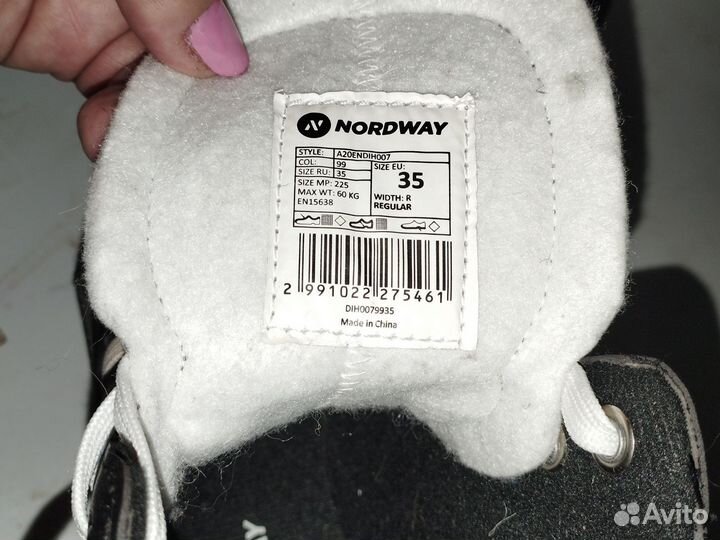 NORDWAY
STYLE: A20ENDIH007
COL: 99
SIZE RU: 35
SIZE MP: 225
MAX WT: 60 KG
EN15638
SIZE EU:
35
WIDTH: R
REGULAR
2 991022 275461
DIH0079935
Made in China
AY
Avito